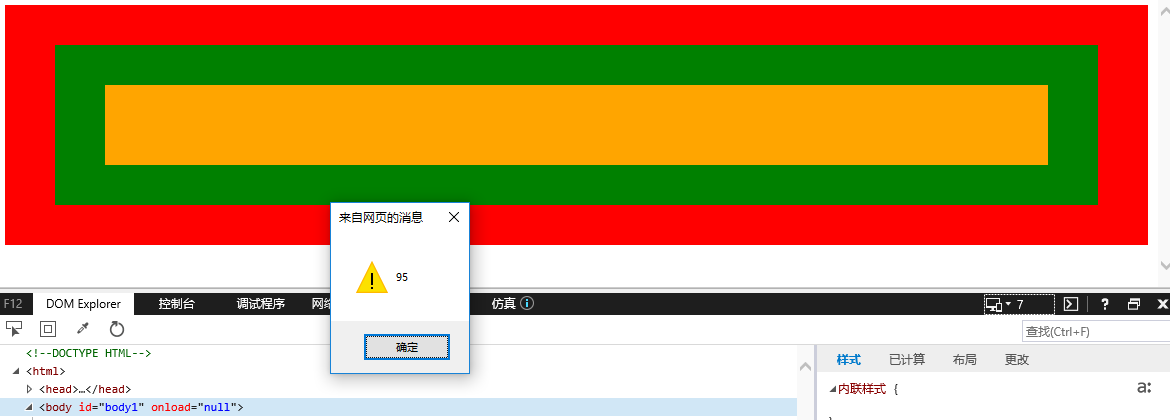 来自网页的消息
95
确定
F12 DOM Explorer 控制台 调试程序 网络 仿真 7
查找(Ctrl+F)
<!--DOCTYPE HTML-->
<html>
<head>…</head>
<body id="body1" onload="null">
样式 已计算 布局 更改
内联样式 {
a:
}